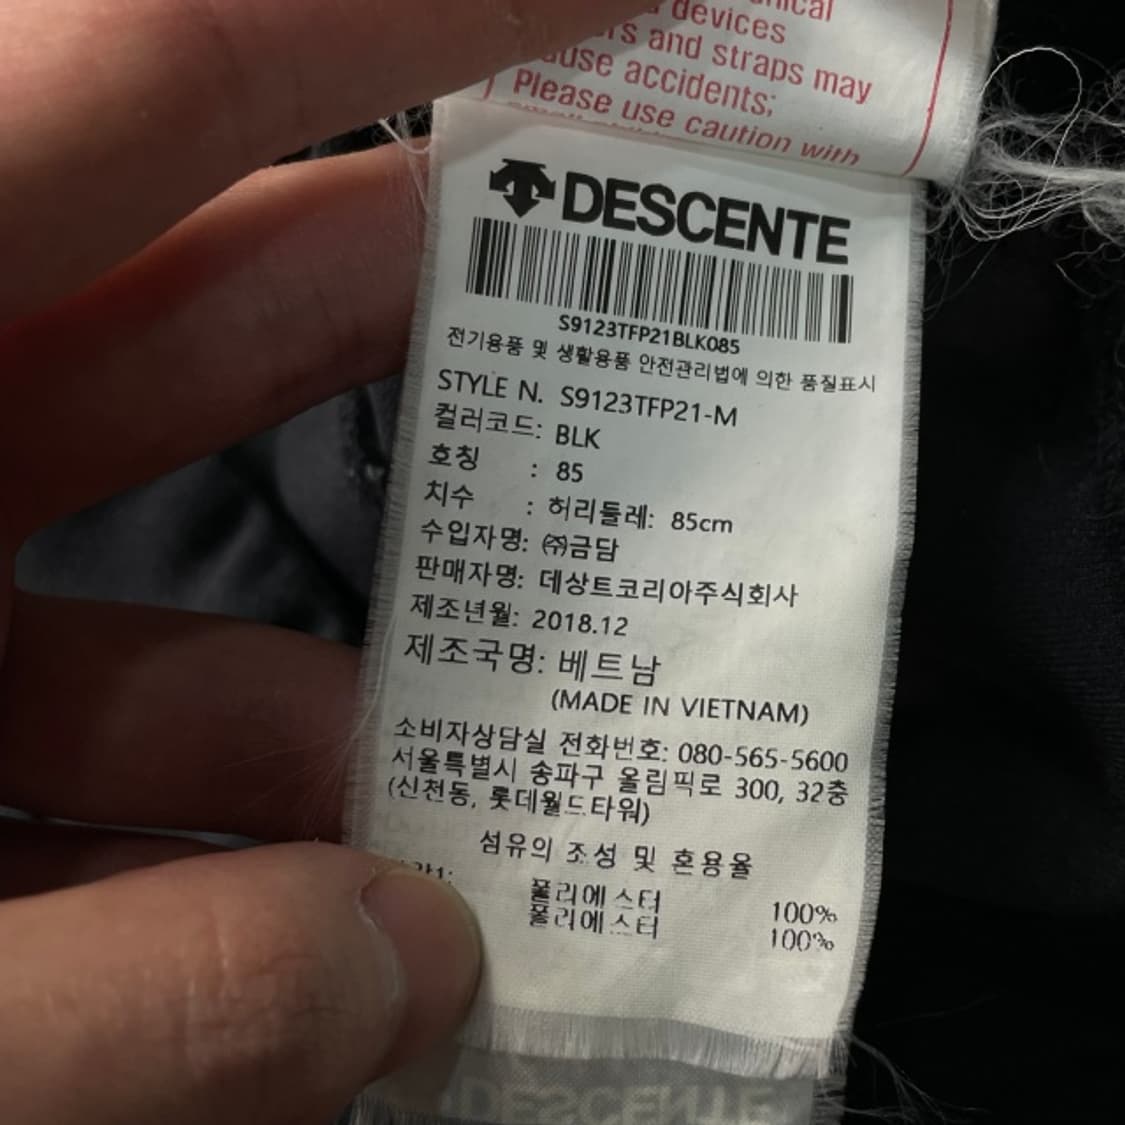 devices
and straps may
accidents;
Please use caution with
DESCENTE
S9123TFP21BLK085
전기용품 및 생활용품 안전관리법에 의한 품질표시
STYLE N. S9123TFP21-M
컬러코드: BLK
호칭 : 85
치수 : 허리둘레: 85cm
수입자명: ㈜금담
판매자명: 데상트코리아주식회사
제조년월: 2018.12
제조국명: 베트남
(MADE IN VIETNAM)
소비자상담실 전화번호: 080-565-5600
서울특별시 송파구 올림픽로 300, 32층
(신천동, 롯데월드타워)
섬유의 조성 및 혼용율
폴리에스터 100%
폴리에스터 100%